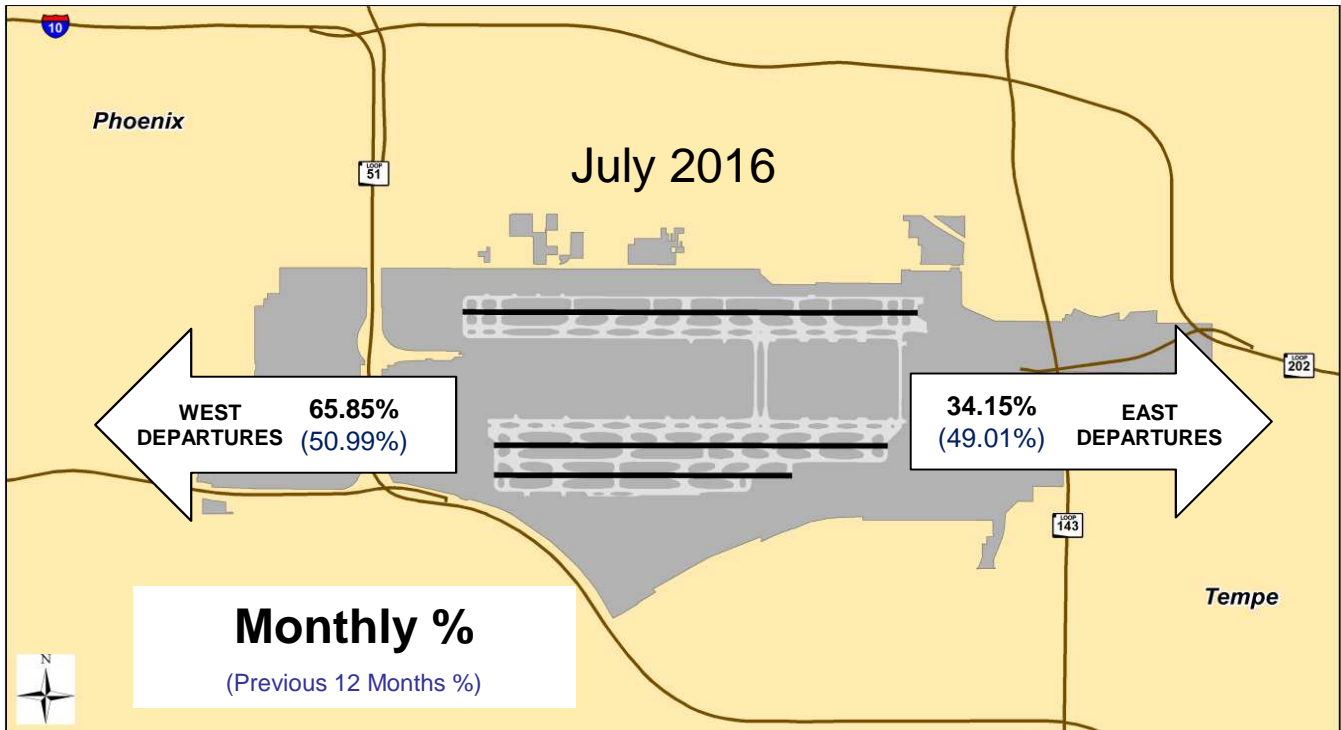 10
Phoenix
LOOP
51
July 2016
WEST
DEPARTURES
65.85%
(50.99%)
34.15%
(49.01%)
EAST
DEPARTURES
LOOP
202
LOOP
143
Tempe
Monthly %
(Previous 12 Months %)
N